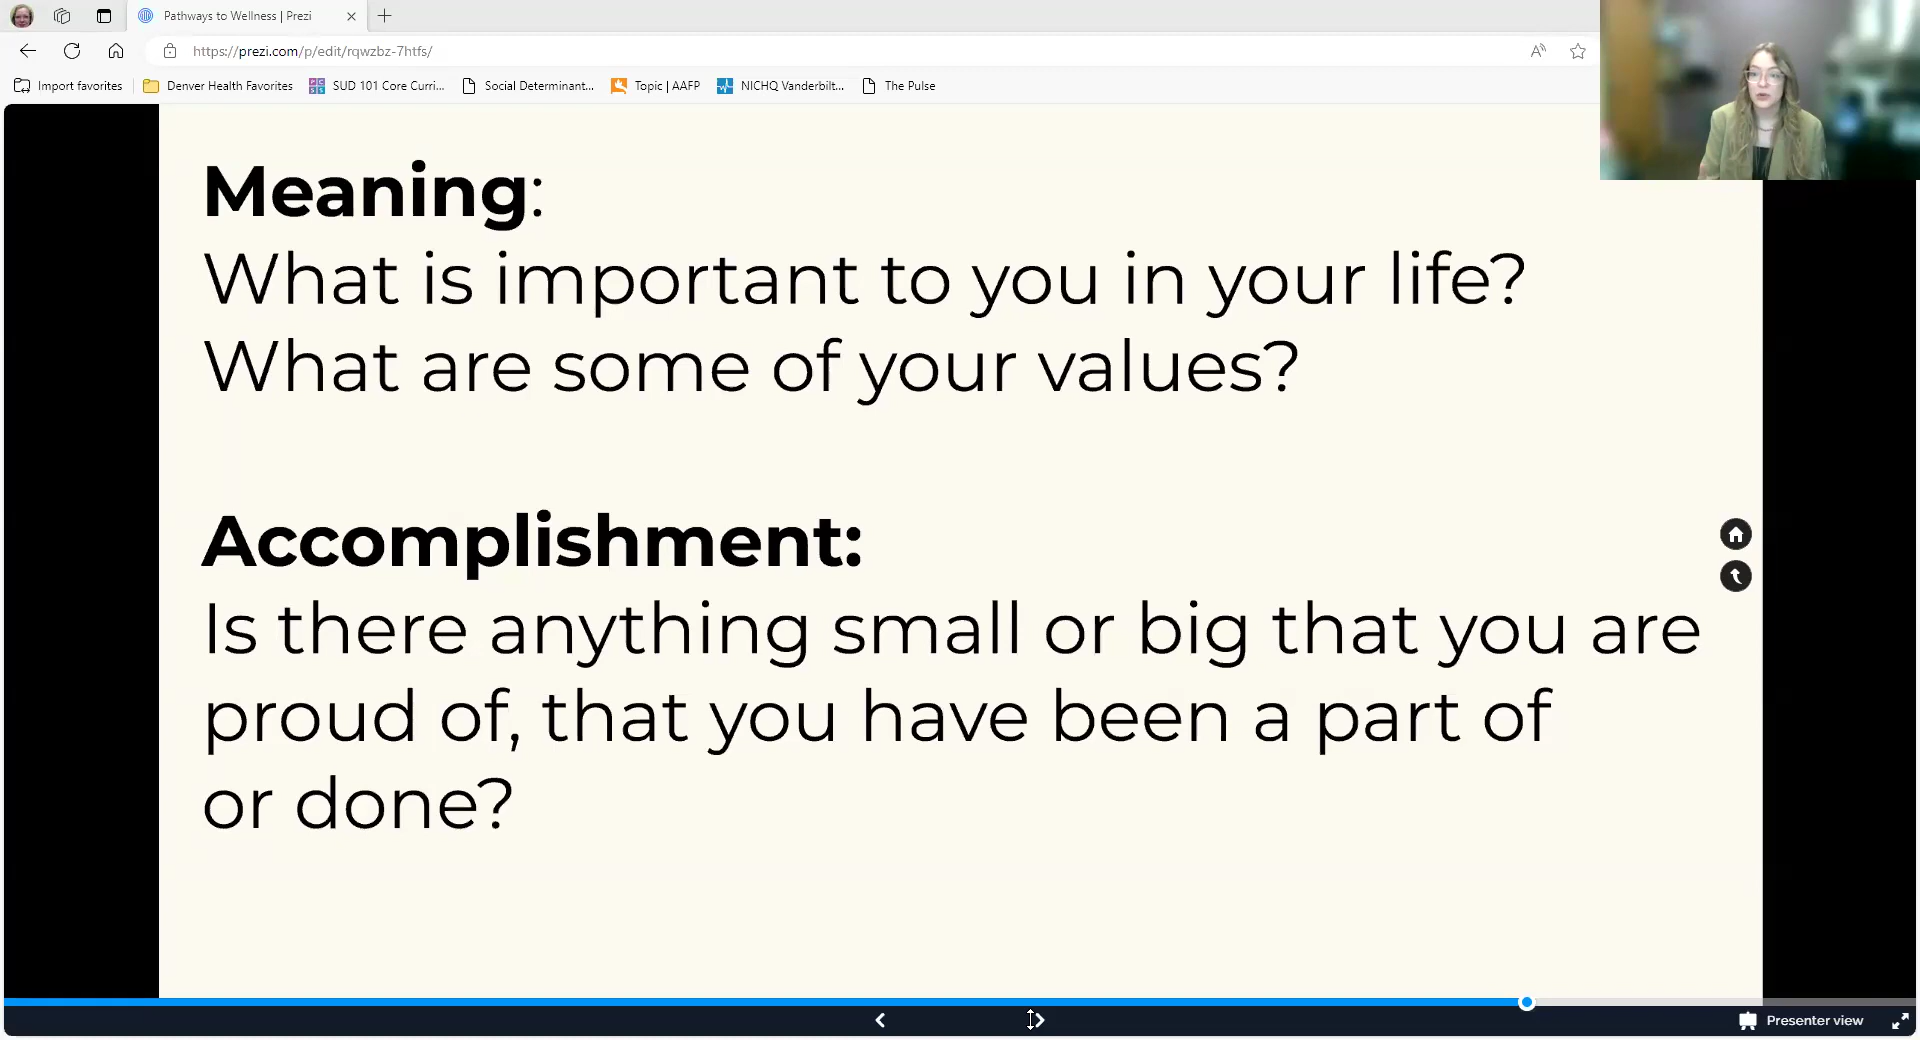 Pathways to Wellness | Prezi
https://prezi.com/p/edit/rqwzbz-7htfs/
Import favorites
Denver Health Favorites
SUD 101 Core Curri...
Social Determinant...
Topic | AAFP
NICHQ Vanderbilt...
The Pulse
Meaning:
What is important to you in your life?
What are some of your values?
Accomplishment:
Is there anything small or big that you are
proud of, that you have been a part of
or done?
Presenter view